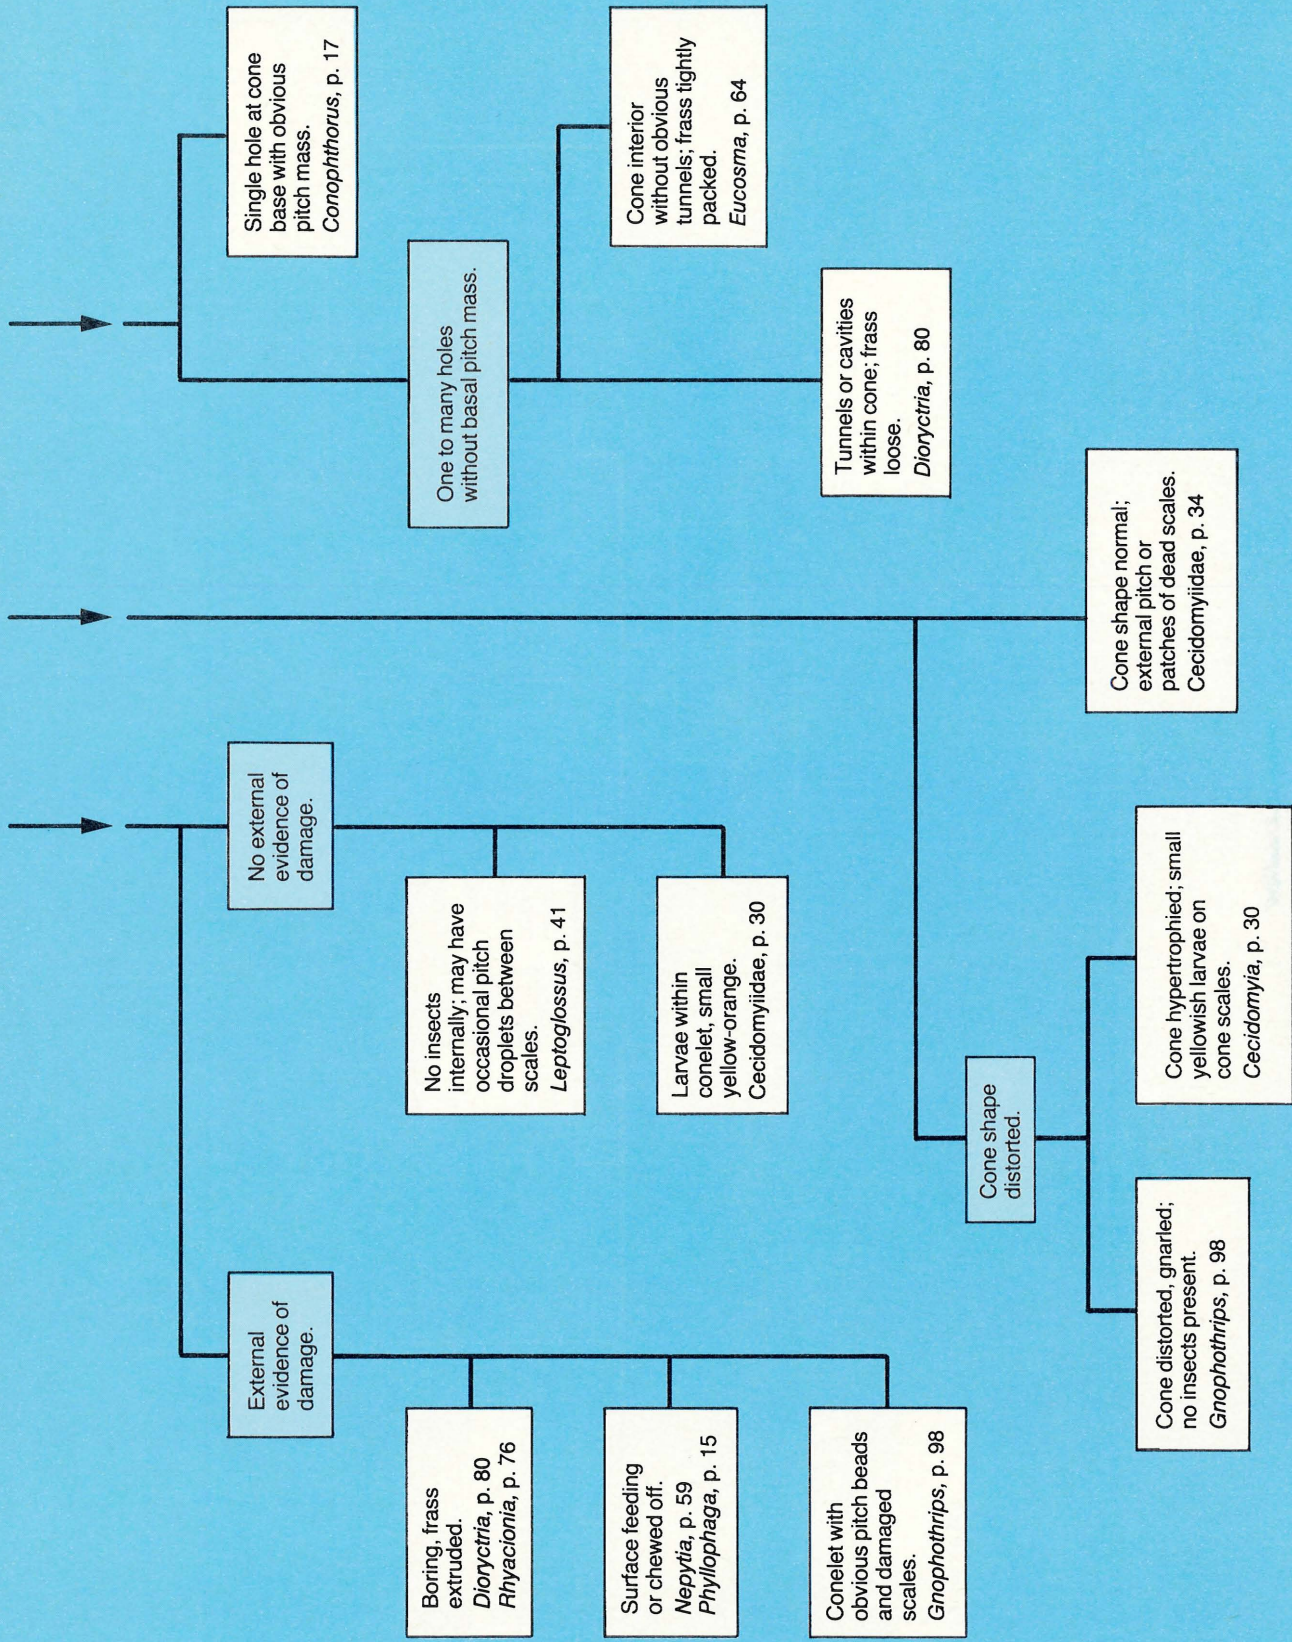 External
evidence of
damage.
Boring, frass
extruded.
Dioryctria, p. 80
Rhyacionia, p. 76
Surface feeding
or chewed off.
Nepytia, p. 59
Phyllophaga, p. 15
Conelet with
obvious pitch beads
and damaged
scales.
Gnophothrips, p. 98
No external
evidence of
damage.
No insects
internally; may have
occasional pitch
droplets between
scales.
Leptoglossus, p. 41
Larvae within
conelet, small
yellow-orange.
Cecidomyiidae, p. 30
Cone shape
distorted.
Cone distorted, gnarled;
no insects present.
Gnophothrips, p. 98
Cone hypertrophied; small
yellowish larvae on
cone scales.
Cecidomyia, p. 30
Cone shape normal;
external pitch or
patches of dead scales.
Cecidomyiidae, p. 34
Single hole at cone
base with obvious
pitch mass.
Conophthorus, p. 17
One to many holes
without basal pitch mass.
Cone interior
without obvious
tunnels; frass tightly
packed.
Eucosma, p. 64
Tunnels or cavities
within cone; frass
loose.
Dioryctria, p. 80